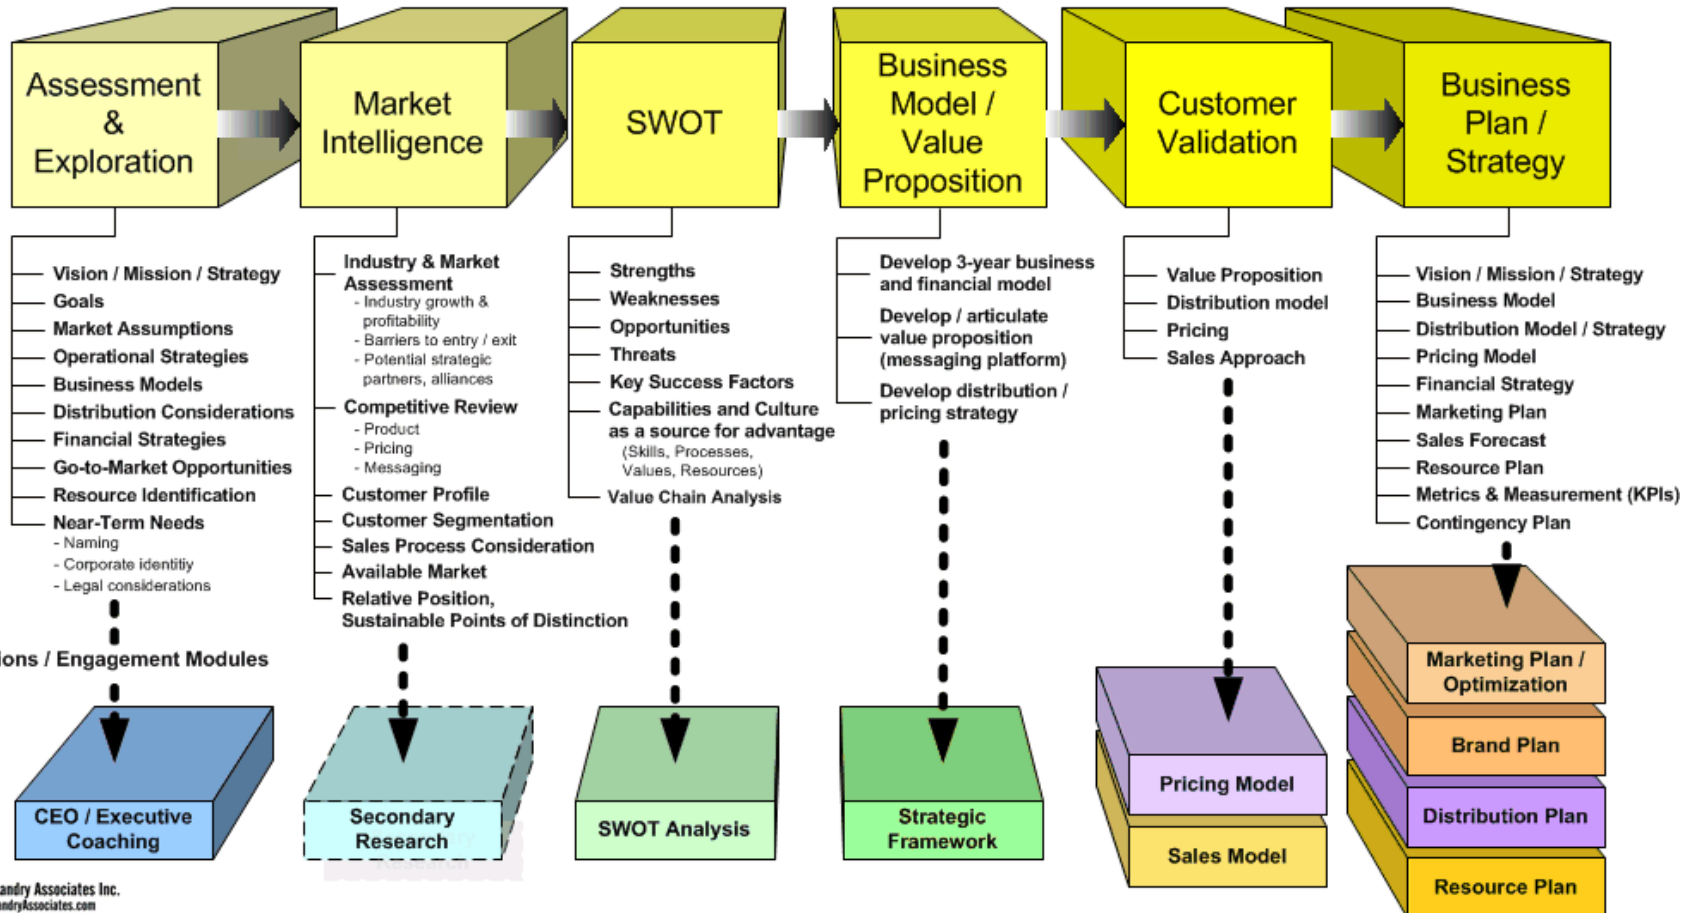 Assessment
&
Exploration
Market
Intelligence
SWOT
Business
Model /
Value
Proposition
Customer
Validation
Business
Plan /
Strategy
Vision / Mission / Strategy
Goals
Market Assumptions
Operational Strategies
Business Models
Distribution Considerations
Financial Strategies
Go-to-Market Opportunities
Resource Identification
Near-Term Needs
- Naming
- Corporate identitiy
- Legal considerations
Industry & Market
Assessment
- Industry growth &
profitability
- Barriers to entry / exit
- Potential strategic
partners, alliances
Competitive Review
- Product
- Pricing
- Messaging
Customer Profile
Customer Segmentation
Sales Process Consideration
Available Market
Relative Position,
Sustainable Points of Distinction
Strengths
Weaknesses
Opportunities
Threats
Key Success Factors
Capabilities and Culture
as a source for advantage
(Skills, Processes,
Values, Resources)
Value Chain Analysis
Develop 3-year business
and financial model
Develop / articulate
value proposition
(messaging platform)
Develop distribution /
pricing strategy
Value Proposition
Distribution model
Pricing
Sales Approach
Vision / Mission / Strategy
Business Model
Distribution Model / Strategy
Pricing Model
Financial Strategy
Marketing Plan
Sales Forecast
Resource Plan
Metrics & Measurement (KPIs)
Contingency Plan
ions / Engagement Modules
CEO / Executive
Coaching
Secondary
Research
SWOT Analysis
Strategic
Framework
Pricing Model
Sales Model
Marketing Plan /
Optimization
Brand Plan
Distribution Plan
Resource Plan
andry Associates Inc.
ndryAssociates.com